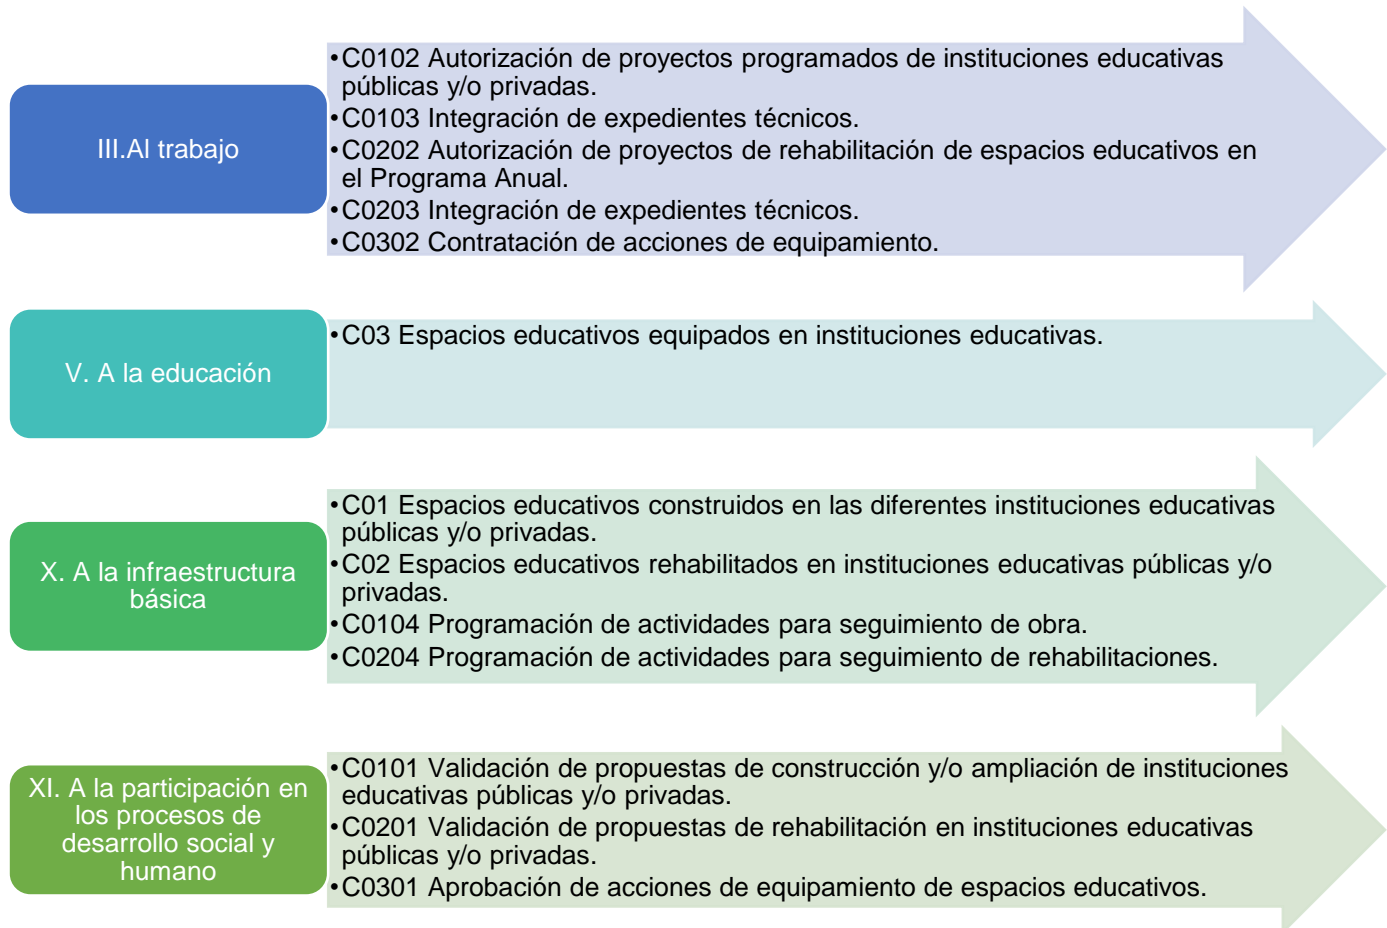 III.Al trabajo
•C0102 Autorización de proyectos programados de instituciones educativas
públicas y/o privadas.
•C0103 Integración de expedientes técnicos.
•C0202 Autorización de proyectos de rehabilitación de espacios educativos en
el Programa Anual.
•C0203 Integración de expedientes técnicos.
•C0302 Contratación de acciones de equipamiento.
V. A la educación
•C03 Espacios educativos equipados en instituciones educativas.
X. A la infraestructura
básica
•C01 Espacios educativos construidos en las diferentes instituciones educativas
públicas y/o privadas.
•C02 Espacios educativos rehabilitados en instituciones educativas públicas y/o
privadas.
•C0104 Programación de actividades para seguimiento de obra.
•C0204 Programación de actividades para seguimiento de rehabilitaciones.
XI. A la participación en
los procesos de
desarrollo social y
humano
•C0101 Validación de propuestas de construcción y/o ampliación de instituciones
educativas públicas y/o privadas.
•C0201 Validación de propuestas de rehabilitación en instituciones educativas
públicas y/o privadas.
•C0301 Aprobación de acciones de equipamiento de espacios educativos.